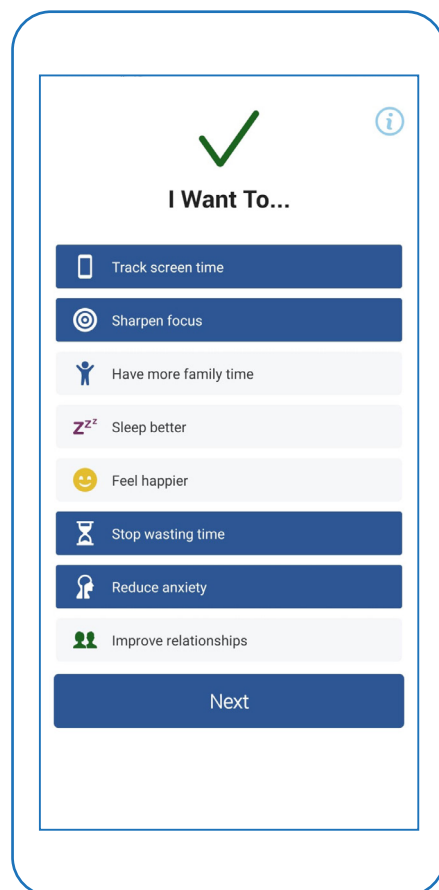 I Want To...
Track screen time
Sharpen focus
Have more family time
zzz Sleep better
Feel happier
Stop wasting time
Reduce anxiety
Improve relationships
Next